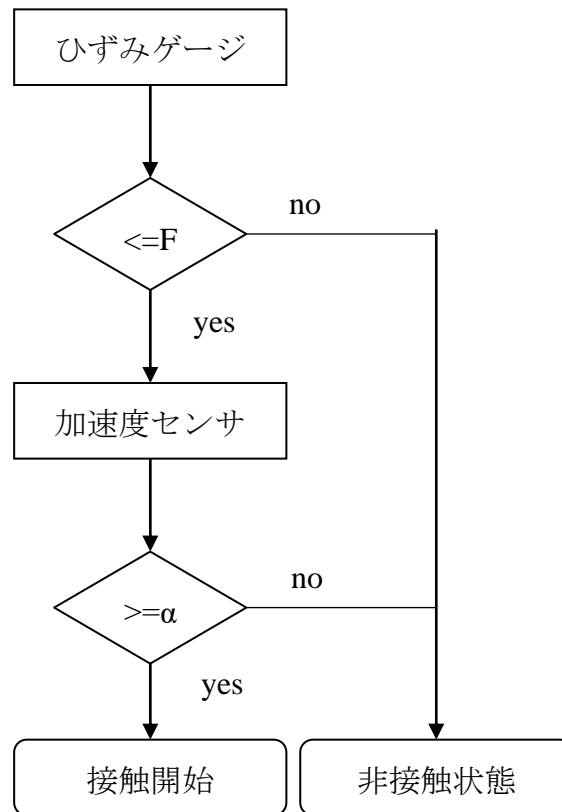 ひずみゲージ
no
<=F
yes
加速度センサ
no
>=α
yes
接触開始
非接触状態